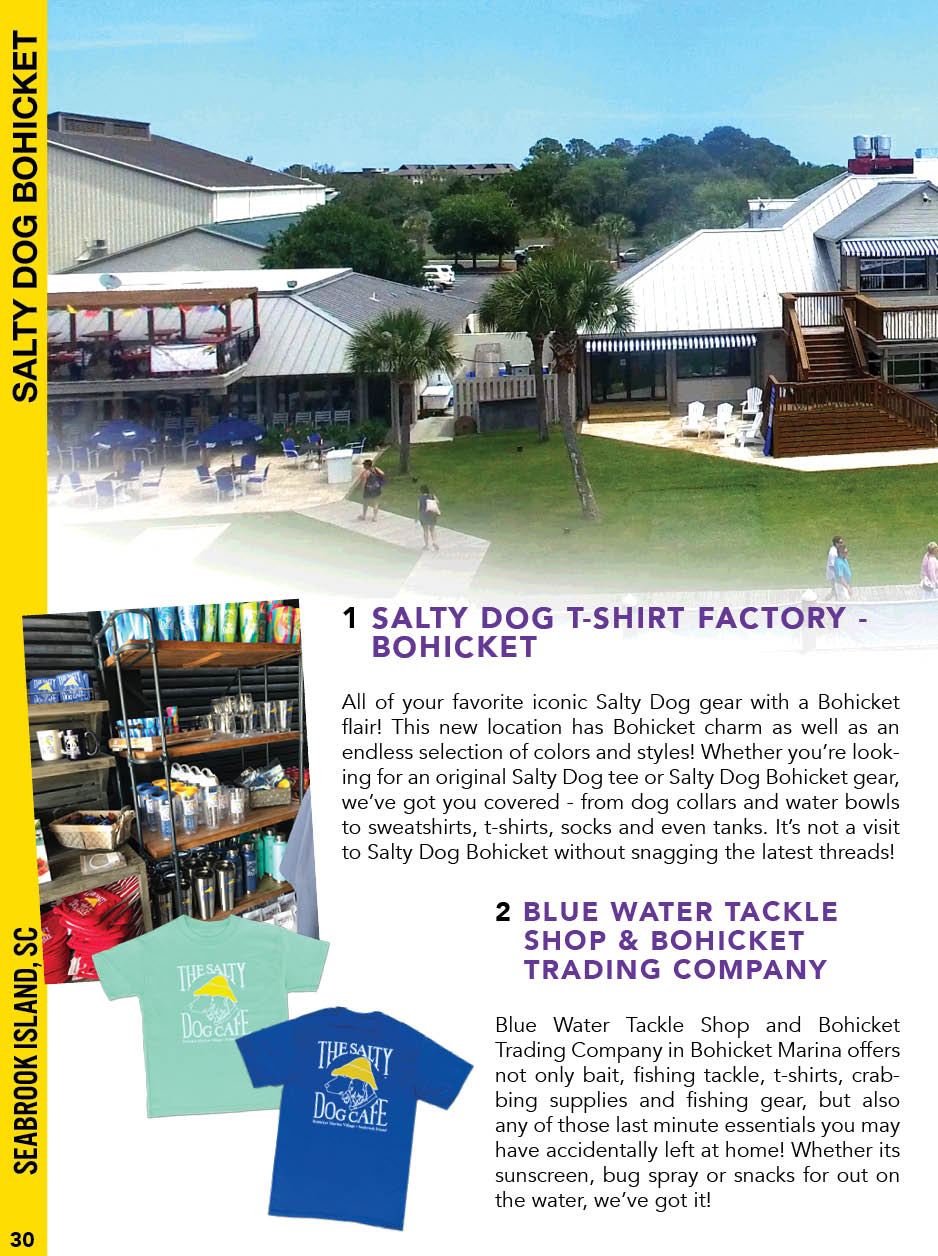 SALTY DOG BOHICKET
SEABROOK ISLAND, SC
30
1 SALTY DOG T-SHIRT FACTORY -
BOHICKET
All of your favorite iconic Salty Dog gear with a Bohicket
flair! This new location has Bohicket charm as well as an
endless selection of colors and styles! Whether you’re look-
ing for an original Salty Dog tee or Salty Dog Bohicket gear,
we’ve got you covered - from dog collars and water bowls
to sweatshirts, t-shirts, socks and even tanks. It’s not a visit
to Salty Dog Bohicket without snagging the latest threads!
2 BLUE WATER TACKLE
SHOP & BOHICKET
TRADING COMPANY
Blue Water Tackle Shop and Bohicket
Trading Company in Bohicket Marina offers
not only bait, fishing tackle, t-shirts, crab-
bing supplies and fishing gear, but also
any of those last minute essentials you may
have accidentally left at home! Whether its
sunscreen, bug spray or snacks for out on
the water, we’ve got it!
THE SALTY
DOG CAFE
THE SALTY
DOG CAFE
Bohicket Marina Village • Seabrook Island